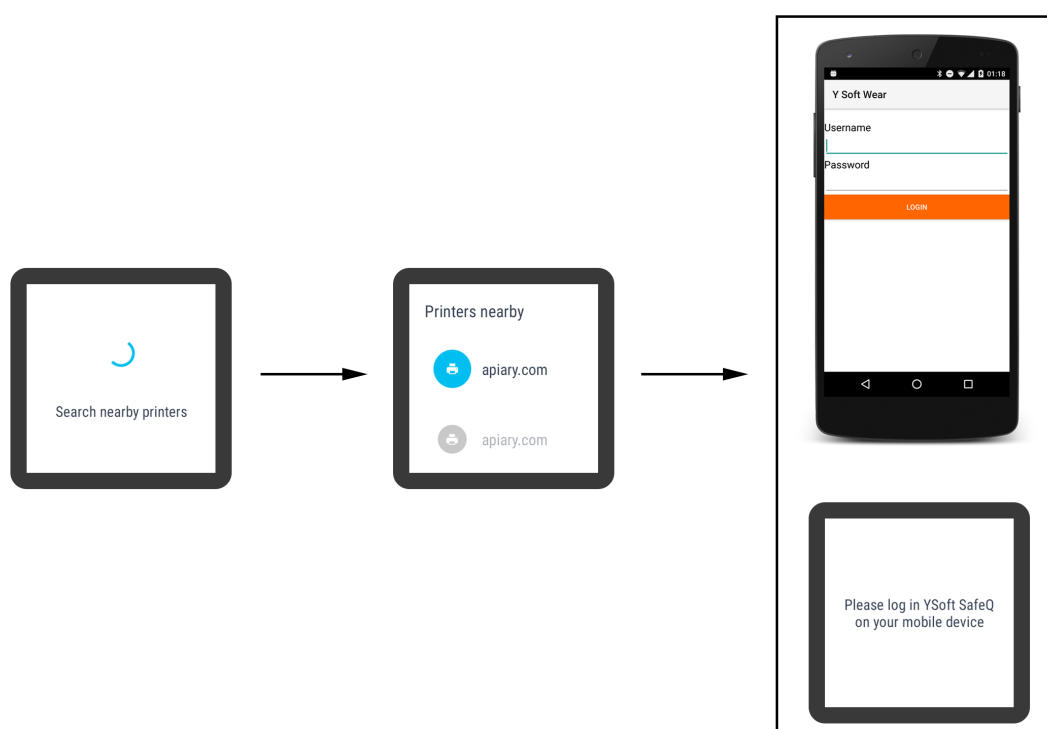 Search nearby printers
Printers nearby
apiary.com
apiary.com
01:18
Y Soft Wear
Username
Password
LOGIN
Please log in YSoft SafeQ
on your mobile device